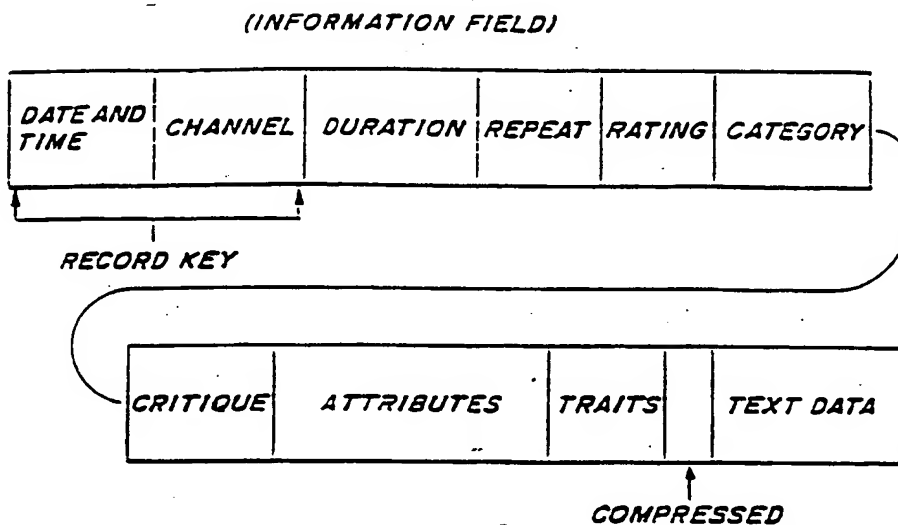 (INFORMATION FIELD)
DATE AND TIME CHANNEL DURATION REPEAT RATING CATEGORY
RECORD KEY
CRITIQUE ATTRIBUTES TRAITS TEXT DATA
COMPRESSED